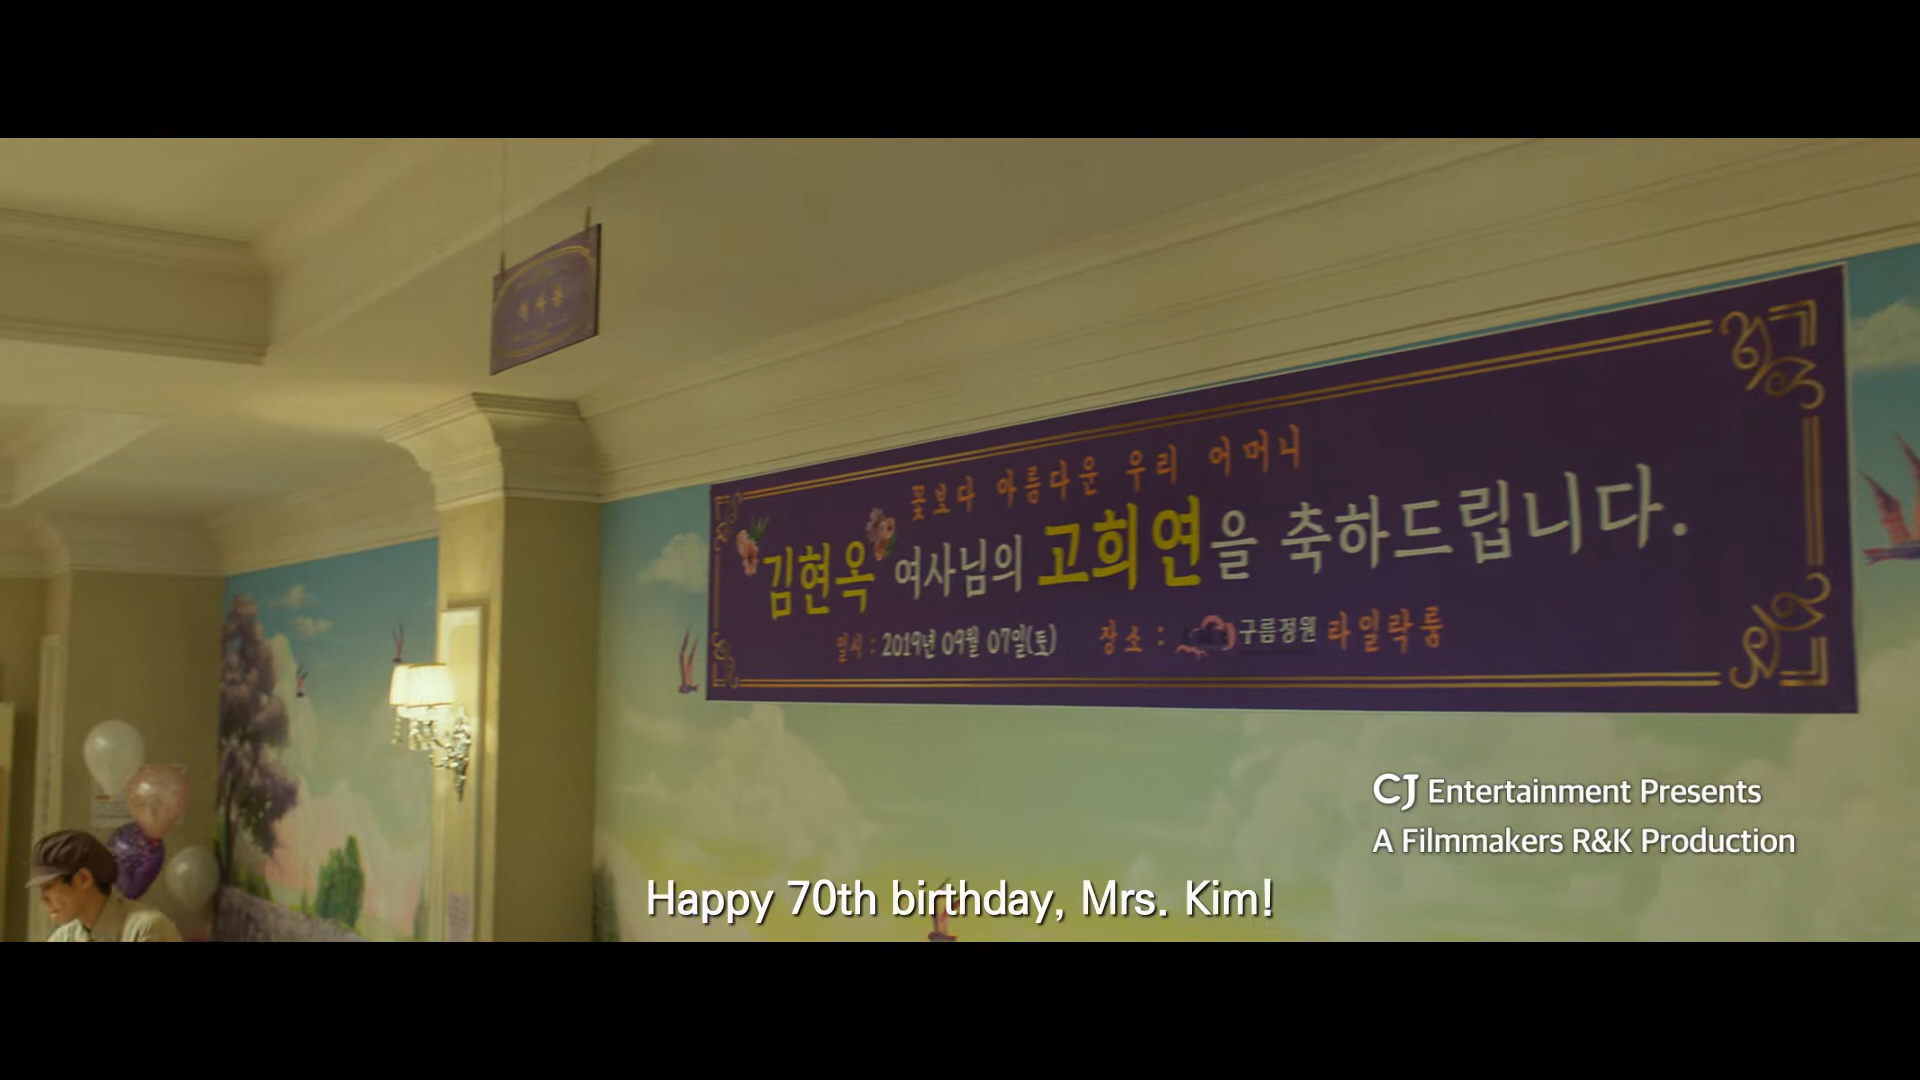 꽃보다 아름다운 우리 어머니
김현옥 여사님의 고희연을 축하드립니다.
일시 : 2019년 09월 07일(토) 장소 : 구름정원 라일락룸
CJ Entertainment Presents
A Filmmakers R&K Production
Happy 70th birthday, Mrs. Kim!